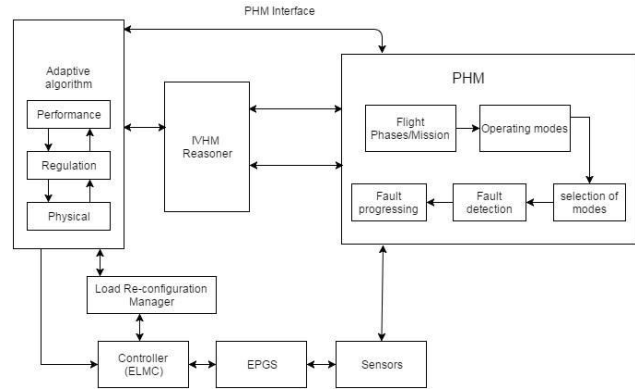 PHM Interface
Adaptive
algorithm
Performance
Regulation
Physical
IVHM
Reasoner
PHM
Flight
Phases/Mission
Operating modes
Fault
progressing
Fault
detection
selection of
modes
Load Re-configuration
Manager
Controller
(ELMC)
EPGS
Sensors